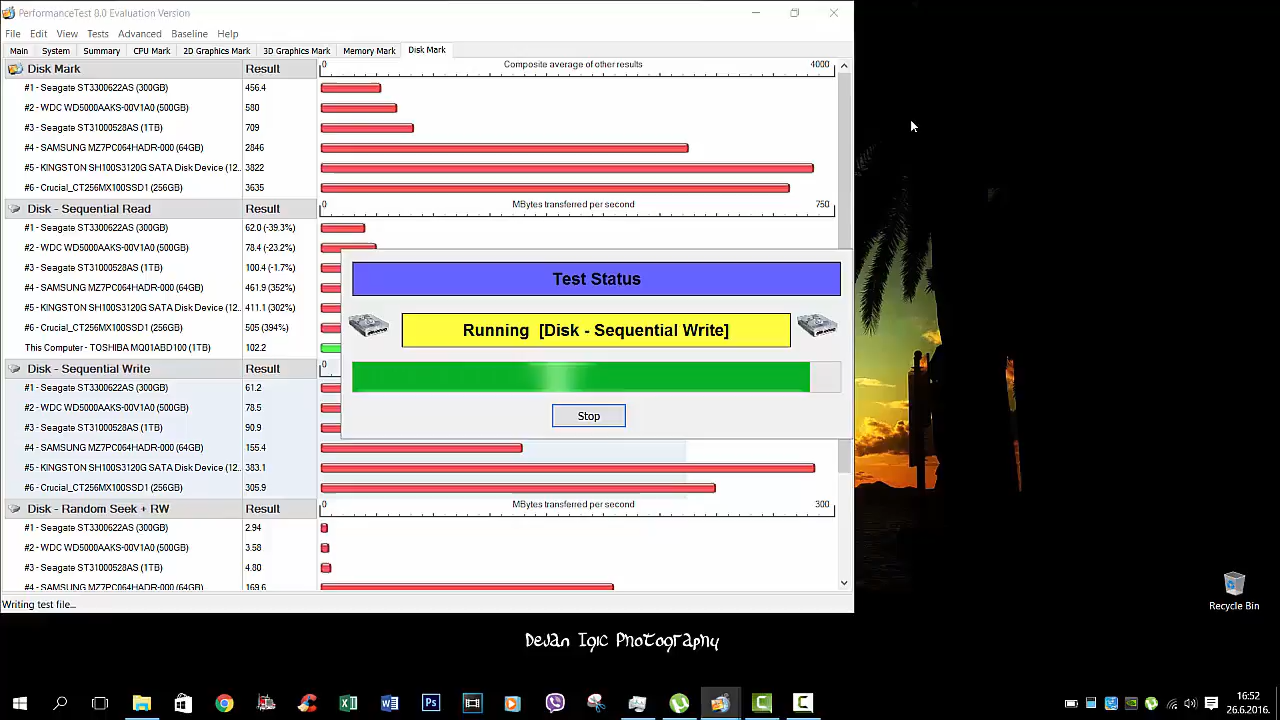 PerformanceTest 8.0 Evaluation Version
File Edit View Tests Advanced Baseline Help
Main System Summary CPU Mark 2D Graphics Mark 3D Graphics Mark Memory Mark Disk Mark
Disk Mark Result 0 Composite average of other results 4000
#1 - Seagate ST3300622AS (300GB) 456.4
#2 - WDC WD5000AAKS-00V1A0 (500GB) 580
#3 - Seagate ST31000528AS (1TB) 709
#4 - SAMSUNG MZ7PC064HADR-000 (64GB) 2846
#5 - KINGSTON SH100S3120G SATA Disk Device (12... 3822
#6 - Crucial_CT256MX100SSD1 (256GB) 3635
Disk - Sequential Read Result 0 MBytes transferred per second 750
#1 - Seagate ST3300622AS (300GB) 62.0 (-39.3%)
#2 - WDC WD5000AAKS-00V1A0 (500GB) 78.4 (-23.2%)
#3 - Seagate ST31000528AS (1TB) 100.4 (-1.7%)
#4 - SAMSUNG MZ7PC064HADR-000 (64GB) 461.9 (352%)
#5 - KINGSTON SH100S3120G SATA Disk Device (12... 411.1 (302%)
#6 - Crucial_CT256MX100SSD1 (256GB) 505 (394%)
This Computer - TOSHIBA MQ01ABD100 (1TB) 102.2
Disk - Sequential Write Result 0
#1 - Seagate ST3300622AS (300GB) 61.2
#2 - WDC WD5000AAKS-00V1A0 (500GB) 78.5
#3 - Seagate ST31000528AS (1TB) 90.9
#4 - SAMSUNG MZ7PC064HADR-000 (64GB) 155.4
#5 - KINGSTON SH100S3120G SATA Disk Device (12... 383.1
#6 - Crucial_CT256MX100SSD1 (256GB) 305.9
Disk - Random Seek + RW Result 0 MBytes transferred per second 300
#1 - Seagate ST3300622AS (300GB) 2.94
#2 - WDC WD5000AAKS-00V1A0 (500GB) 3.58
#3 - Seagate ST31000528AS (1TB) 4.80
#4 - SAMSUNG MZ7PC064HADR-000 (64GB) 169.6
Writing test file...
Test Status
Running [Disk - Sequential Write]
Stop
Recycle Bin
Dejan Igic Photography
16:52
26.6.2016.